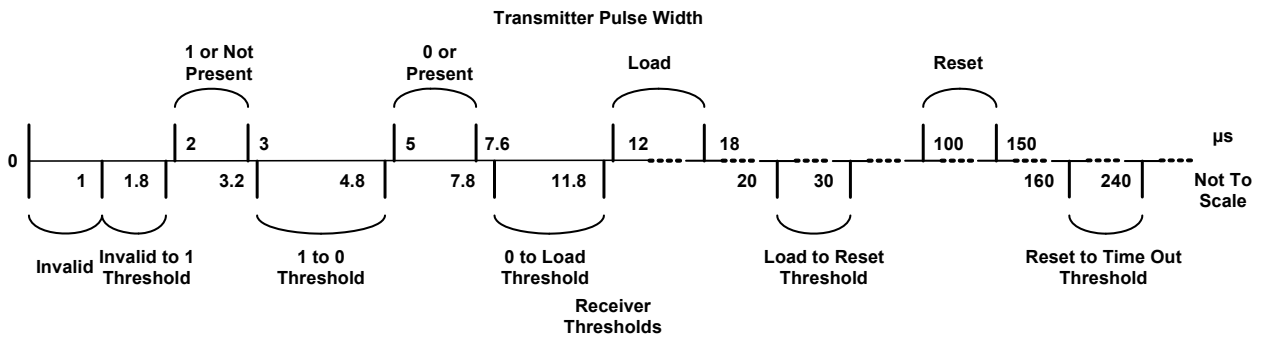 Transmitter Pulse Width
1 or Not
Present
0 or
Present
Load
Reset
2
3
5
7.6
12
18
100
150
µs
0
1
1.8
3.2
4.8
7.8
11.8
20
30
160
240
Not To
Scale
Invalid
Invalid to 1
Threshold
1 to 0
Threshold
0 to Load
Threshold
Load to Reset
Threshold
Reset to Time Out
Threshold
Receiver
Thresholds